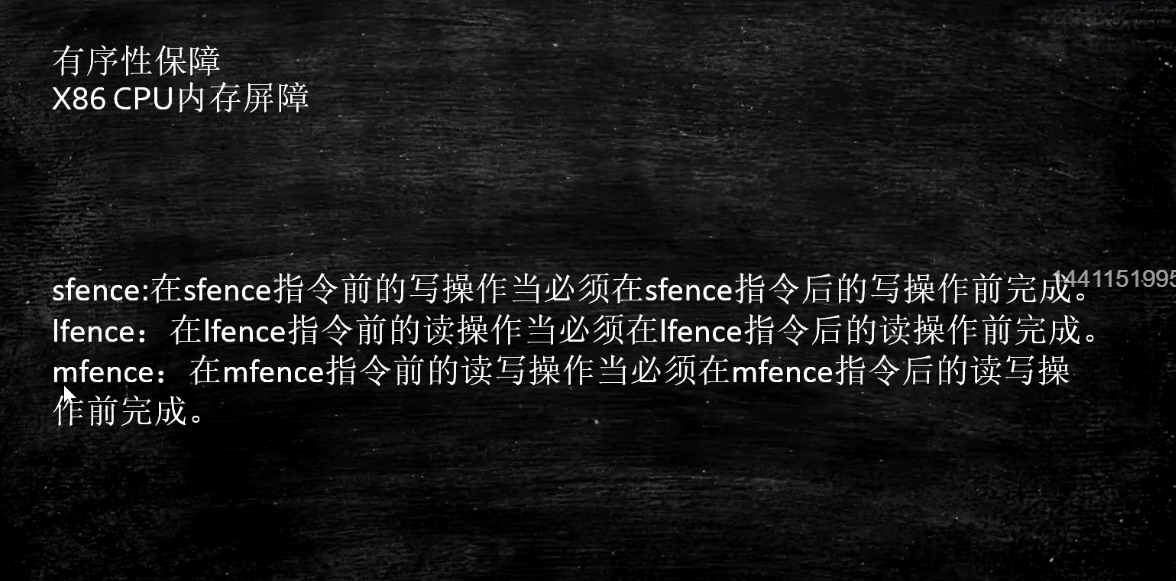 有序性保障
X86 CPU内存屏障
sfence:在sfence指令前的写操作当必须在sfence指令后的写操作前完成。
1441151995
lfence：在lfence指令前的读操作当必须在lfence指令后的读操作前完成。
mfence：在mfence指令前的读写操作当必须在mfence指令后的读写操
作前完成。